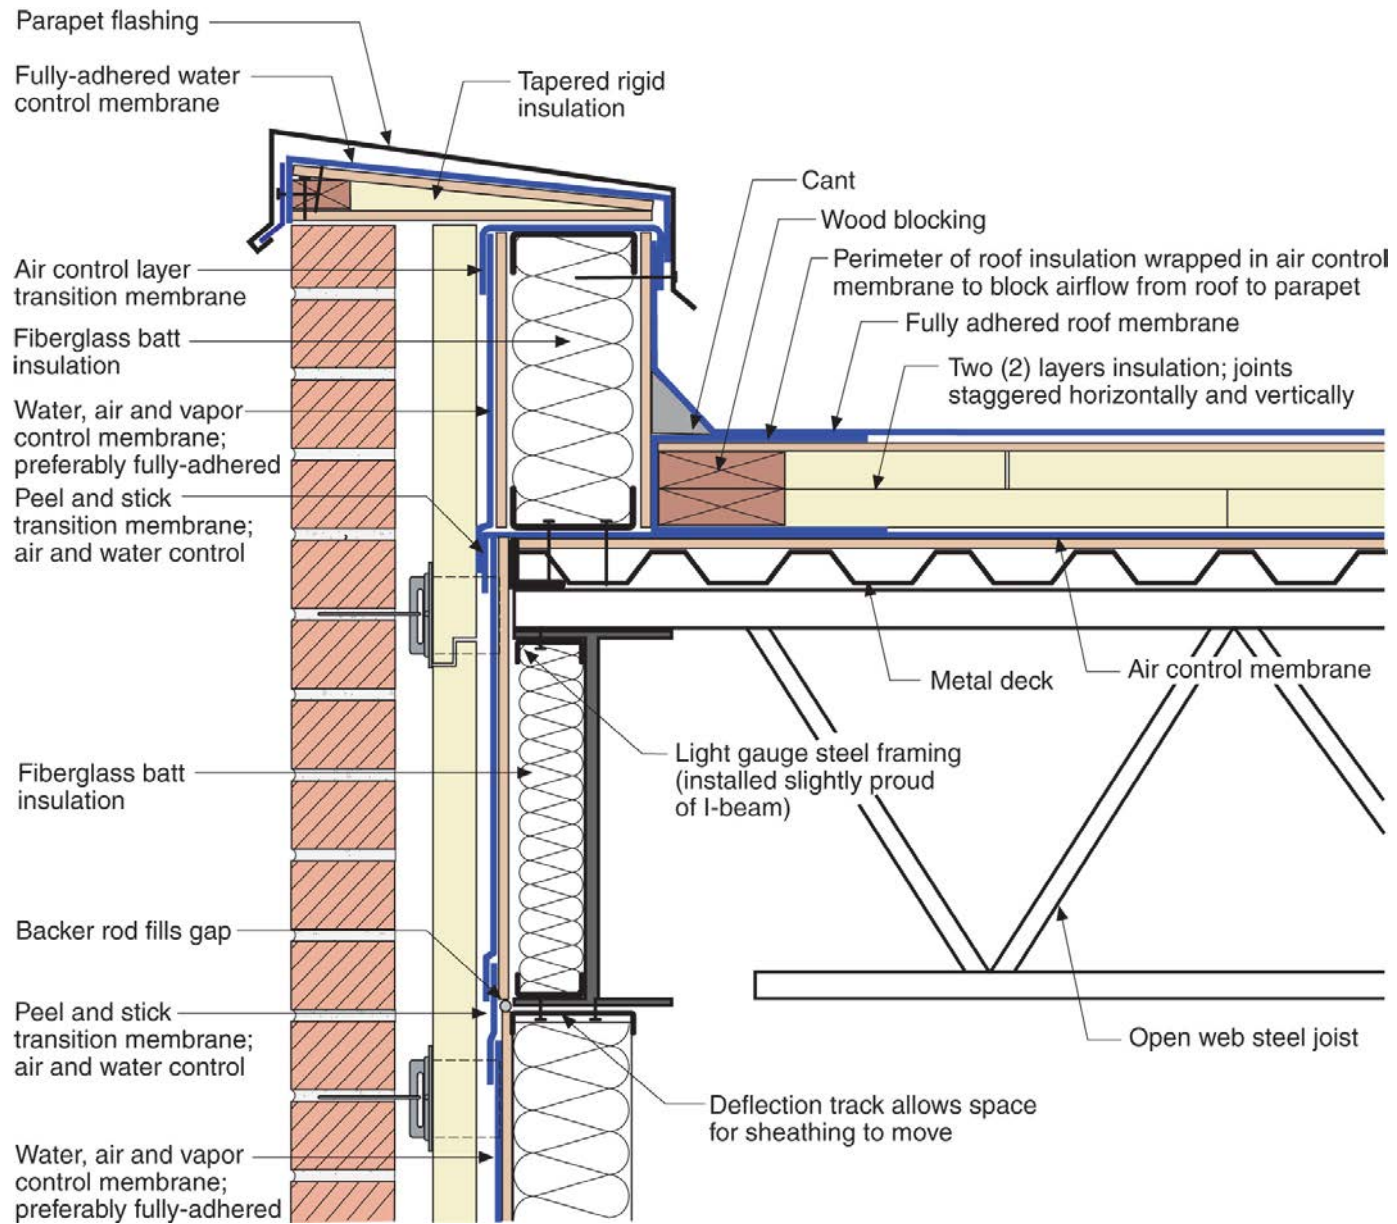 Parapet flashing
Fully-adhered water
control membrane
Tapered rigid
insulation
Cant
Wood blocking
Perimeter of roof insulation wrapped in air control
membrane to block airflow from roof to parapet
Fully adhered roof membrane
Two (2) layers insulation; joints
staggered horizontally and vertically
Air control layer
transition membrane
Fiberglass batt
insulation
Water, air and vapor
control membrane;
preferably fully-adhered
Peel and stick
transition membrane;
air and water control
Metal deck
Air control membrane
Light gauge steel framing
(installed slightly proud
of I-beam)
Fiberglass batt
insulation
Backer rod fills gap
Peel and stick
transition membrane;
air and water control
Open web steel joist
Deflection track allows space
for sheathing to move
Water, air and vapor
control membrane;
preferably fully-adhered